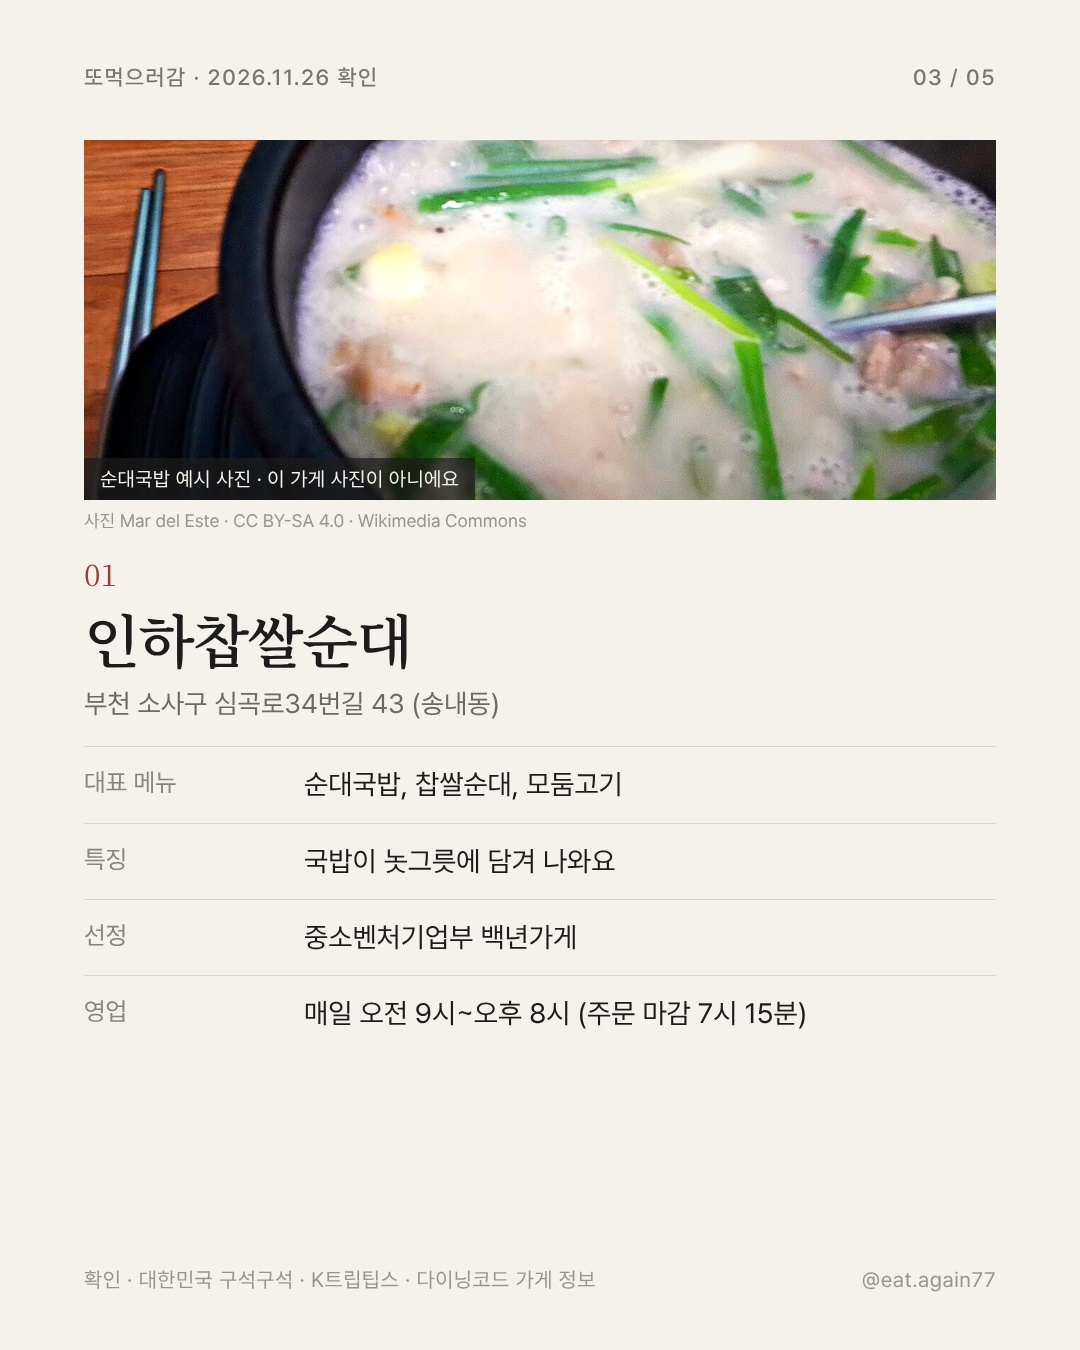 또먹으러감 · 2026.11.26 확인
03 / 05
순대국밥 예시 사진 · 이 가게 사진이 아니에요
사진 Mar del Este · CC BY-SA 4.0 · Wikimedia Commons
01
인하찹쌀순대
부천 소사구 심곡로34번길 43 (송내동)
대표 메뉴 순대국밥, 찹쌀순대, 모둠고기
특징 국밥이 놋그릇에 담겨 나와요
선정 중소벤처기업부 백년가게
영업 매일 오전 9시~오후 8시 (주문 마감 7시 15분)
확인 · 대한민국 구석구석 · K트립팁스 · 다이닝코드 가게 정보
@eat.again77